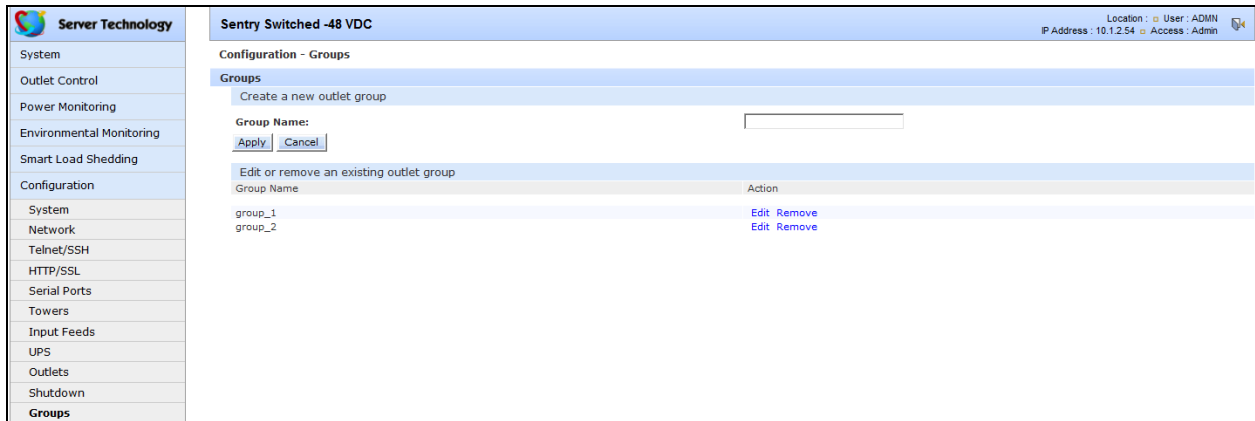 Server Technology
Sentry Switched -48 VDC
Location : User : ADMN
IP Address : 10.1.2.54 Access : Admin
System
Outlet Control
Power Monitoring
Environmental Monitoring
Smart Load Shedding
Configuration
System
Network
Telnet/SSH
HTTP/SSL
Serial Ports
Towers
Input Feeds
UPS
Outlets
Shutdown
Groups
Configuration - Groups
Groups
Create a new outlet group
Group Name:
Apply Cancel
Edit or remove an existing outlet group
Group Name Action
group_1 Edit Remove
group_2 Edit Remove